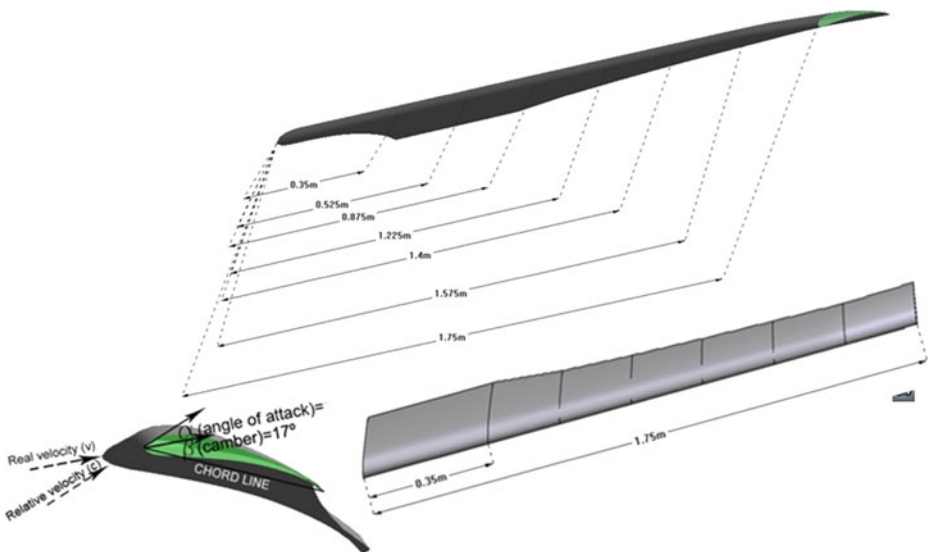 0.35m
0.525m
0.875m
1.225m
1.4m
1.575m
1.75m
(angle of attack)=
β (camber)=17º
CHORD LINE
Real velocity (v)
Relative velocity (c)
0.35m
1.75m